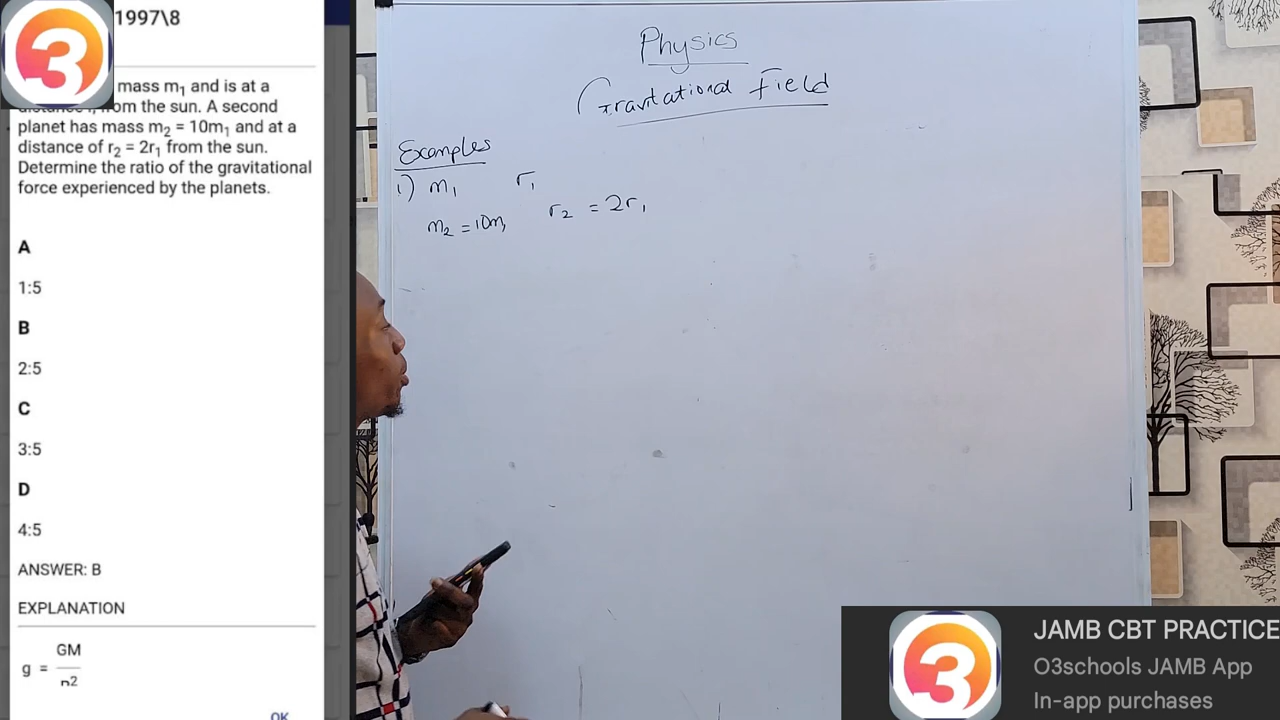 1997\8
mass m₁ and is at a
from the sun. A second
planet has mass m₂ = 10m₁ and at a
distance of r₂ = 2r₁ from the sun.
Determine the ratio of the gravitational
force experienced by the planets.
A
1:5
B
2:5
C
3:5
D
4:5
ANSWER: B
EXPLANATION
g = GM
OK
3
Physics
Gravitational Field
Examples
1) m₁ r₁
m₂ = 10m₁ r₂ = 2r₁
3
JAMB CBT PRACTICE
O3schools JAMB App
In-app purchases